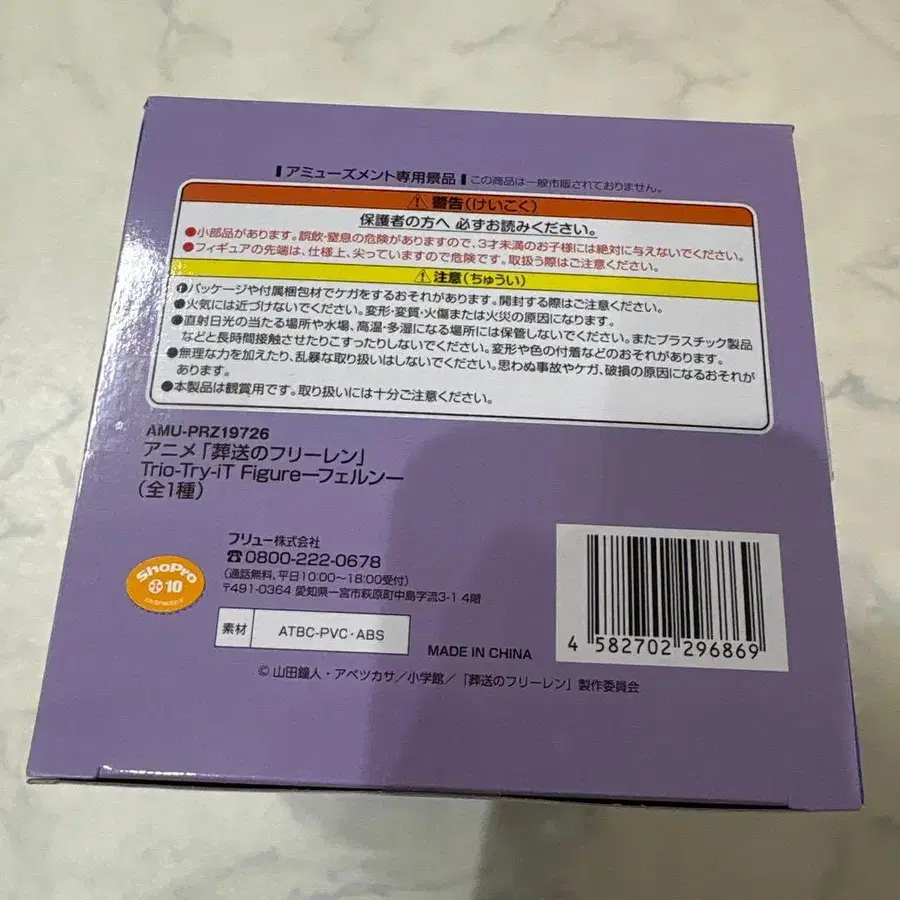 アミューズメント専用景品 この商品は一般市販されておりません。
警告(けいこく)
保護者の方へ 必ずお読みください。
●小部品があります。誤飲・窒息の危険がありますので、3才未満のお子様には絶対に与えないでください。
●フィギュアの先端は、仕様上、尖っていますので危険です。取扱う際はご注意ください。
注意(ちゅうい)
●パッケージや付属梱包材でケガをするおそれがあります。開封する際はご注意ください。
●火気には近づけないでください。変形・変質・火傷または火災の原因になります。
●直射日光の当たる場所や水場、高温・多湿になる場所には保管しないでください。またプラスチック製品
などと長時間接触させたりこすったりしないでください。変形や色の付着などのおそれがあります。
●無理な力を加えたり、乱暴な取り扱いはしないでください。思わぬ事故やケガ、破損の原因になるおそれが
あります。
●本製品は観賞用です。取り扱いには十分ご注意ください。
AMU-PRZ19726
アニメ「葬送のフリーレン」
Trio-Try-iT Figureーフェルンー
(全1種)
フリュー株式会社
☎0800-222-0678
(通話無料、平日10:00～18:00受付)
〒491-0364 愛知県一宮市萩原町中島字流3-1 4階
ShoPro
10
素材 ATBC-PVC・ABS
MADE IN CHINA
4 582702 296869
© 山田鐘人・アベツカサ／小学館／「葬送のフリーレン」製作委員会